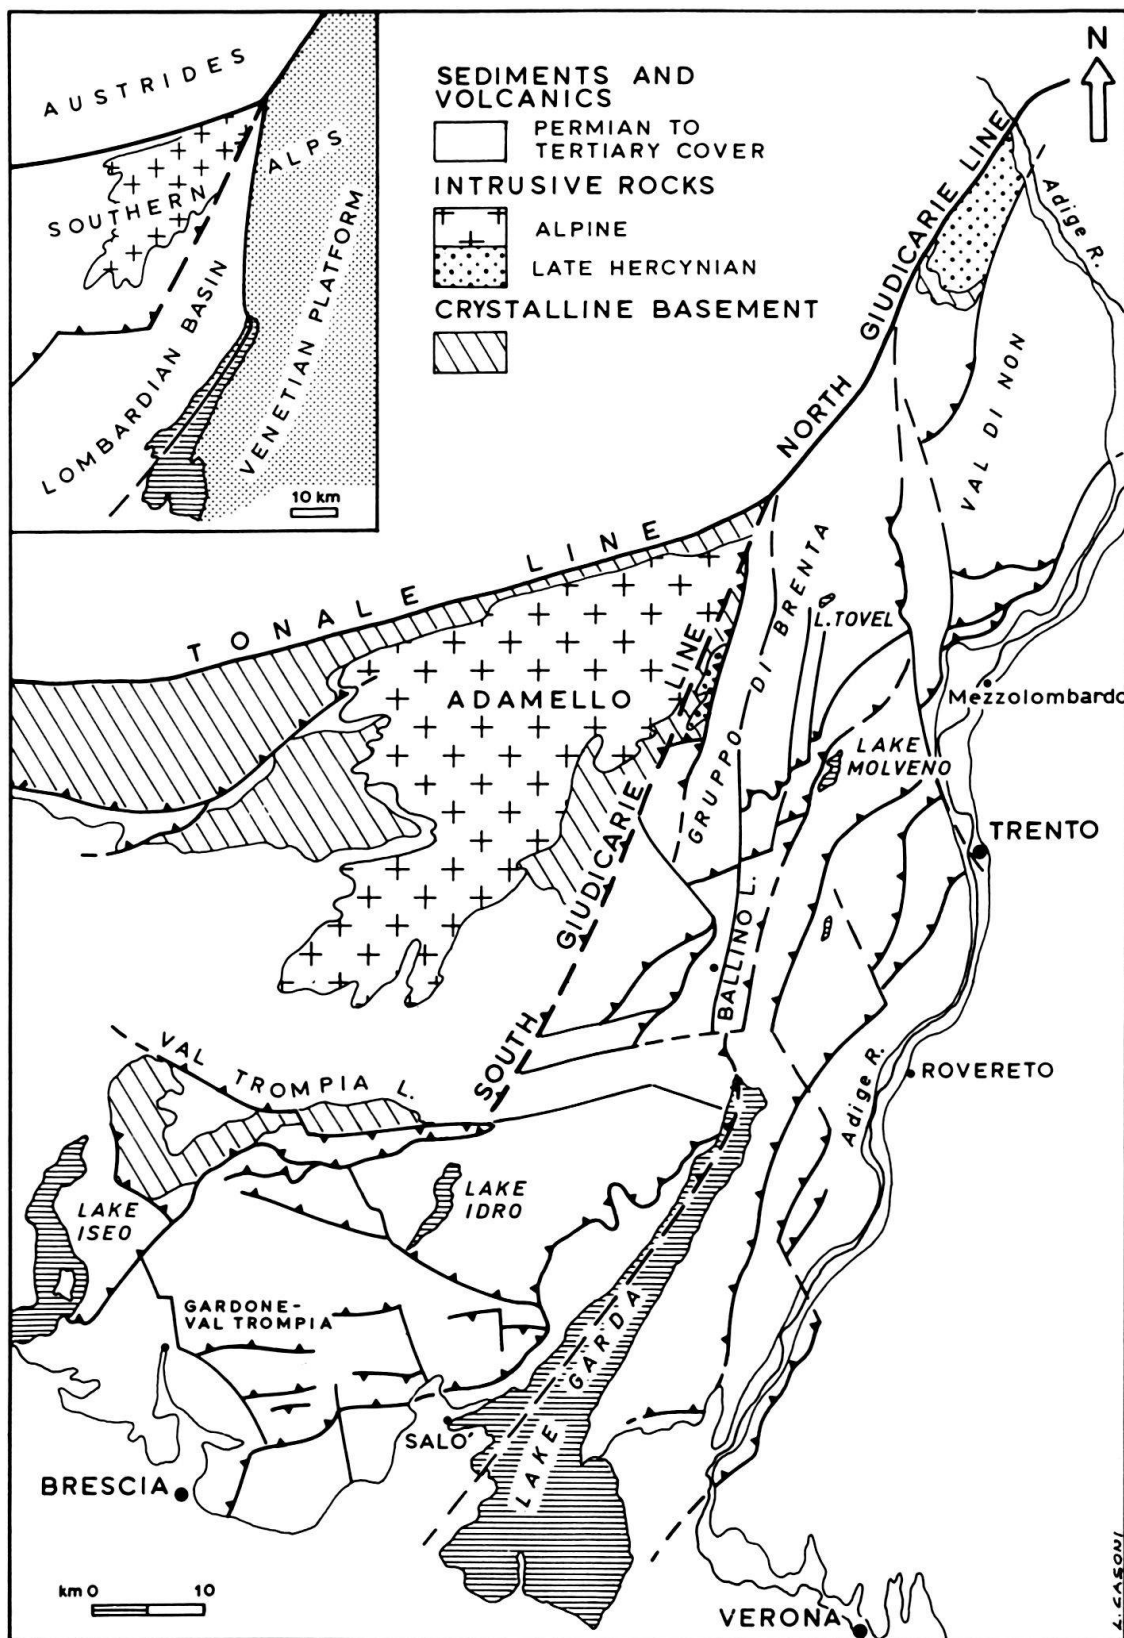 AUSTRIDES
SOUTHERN
ALPS
LOMBARDIAN BASIN
VENETIAN PLATFORM
10 km
SEDIMENTS AND
VOLCANICS
PERMIAN TO
TERTIARY COVER
INTRUSIVE ROCKS
ALPINE
LATE HERCYNIAN
CRYSTALLINE BASEMENT
N
NORTH GIUDICARIE LINE
Adige R.
VAL DI NON
TONALE LINE
GRUPPO DI BRENTA
L. TOVEL
ADAMELLO
Mezzolombardo
LAKE
MOLVENO
SOUTH GIUDICARIE LINE
TRENTO
BALLINO L.
VAL TROMPIA L.
ROVERETO
Adige R.
LAKE
ISEO
LAKE
IDRO
GARDONE-
VAL TROMPIA
LAKE GARDA
SALO'
BRESCIA
km 0 10
VERONA
L. CASONI